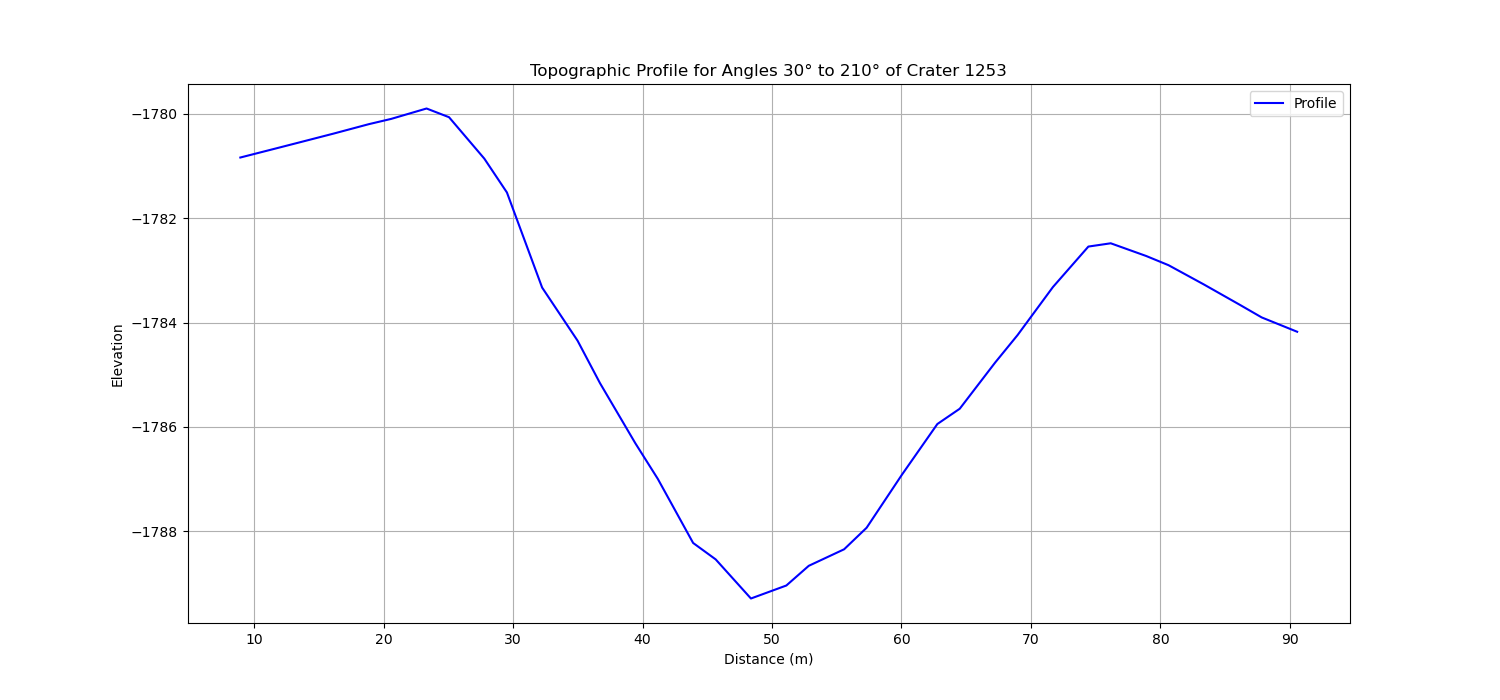 Topographic Profile for Angles 30° to 210° of Crater 1253
Profile
−1780
−1782
−1784
−1786
−1788
Elevation
10 20 30 40 50 60 70 80 90
Distance (m)